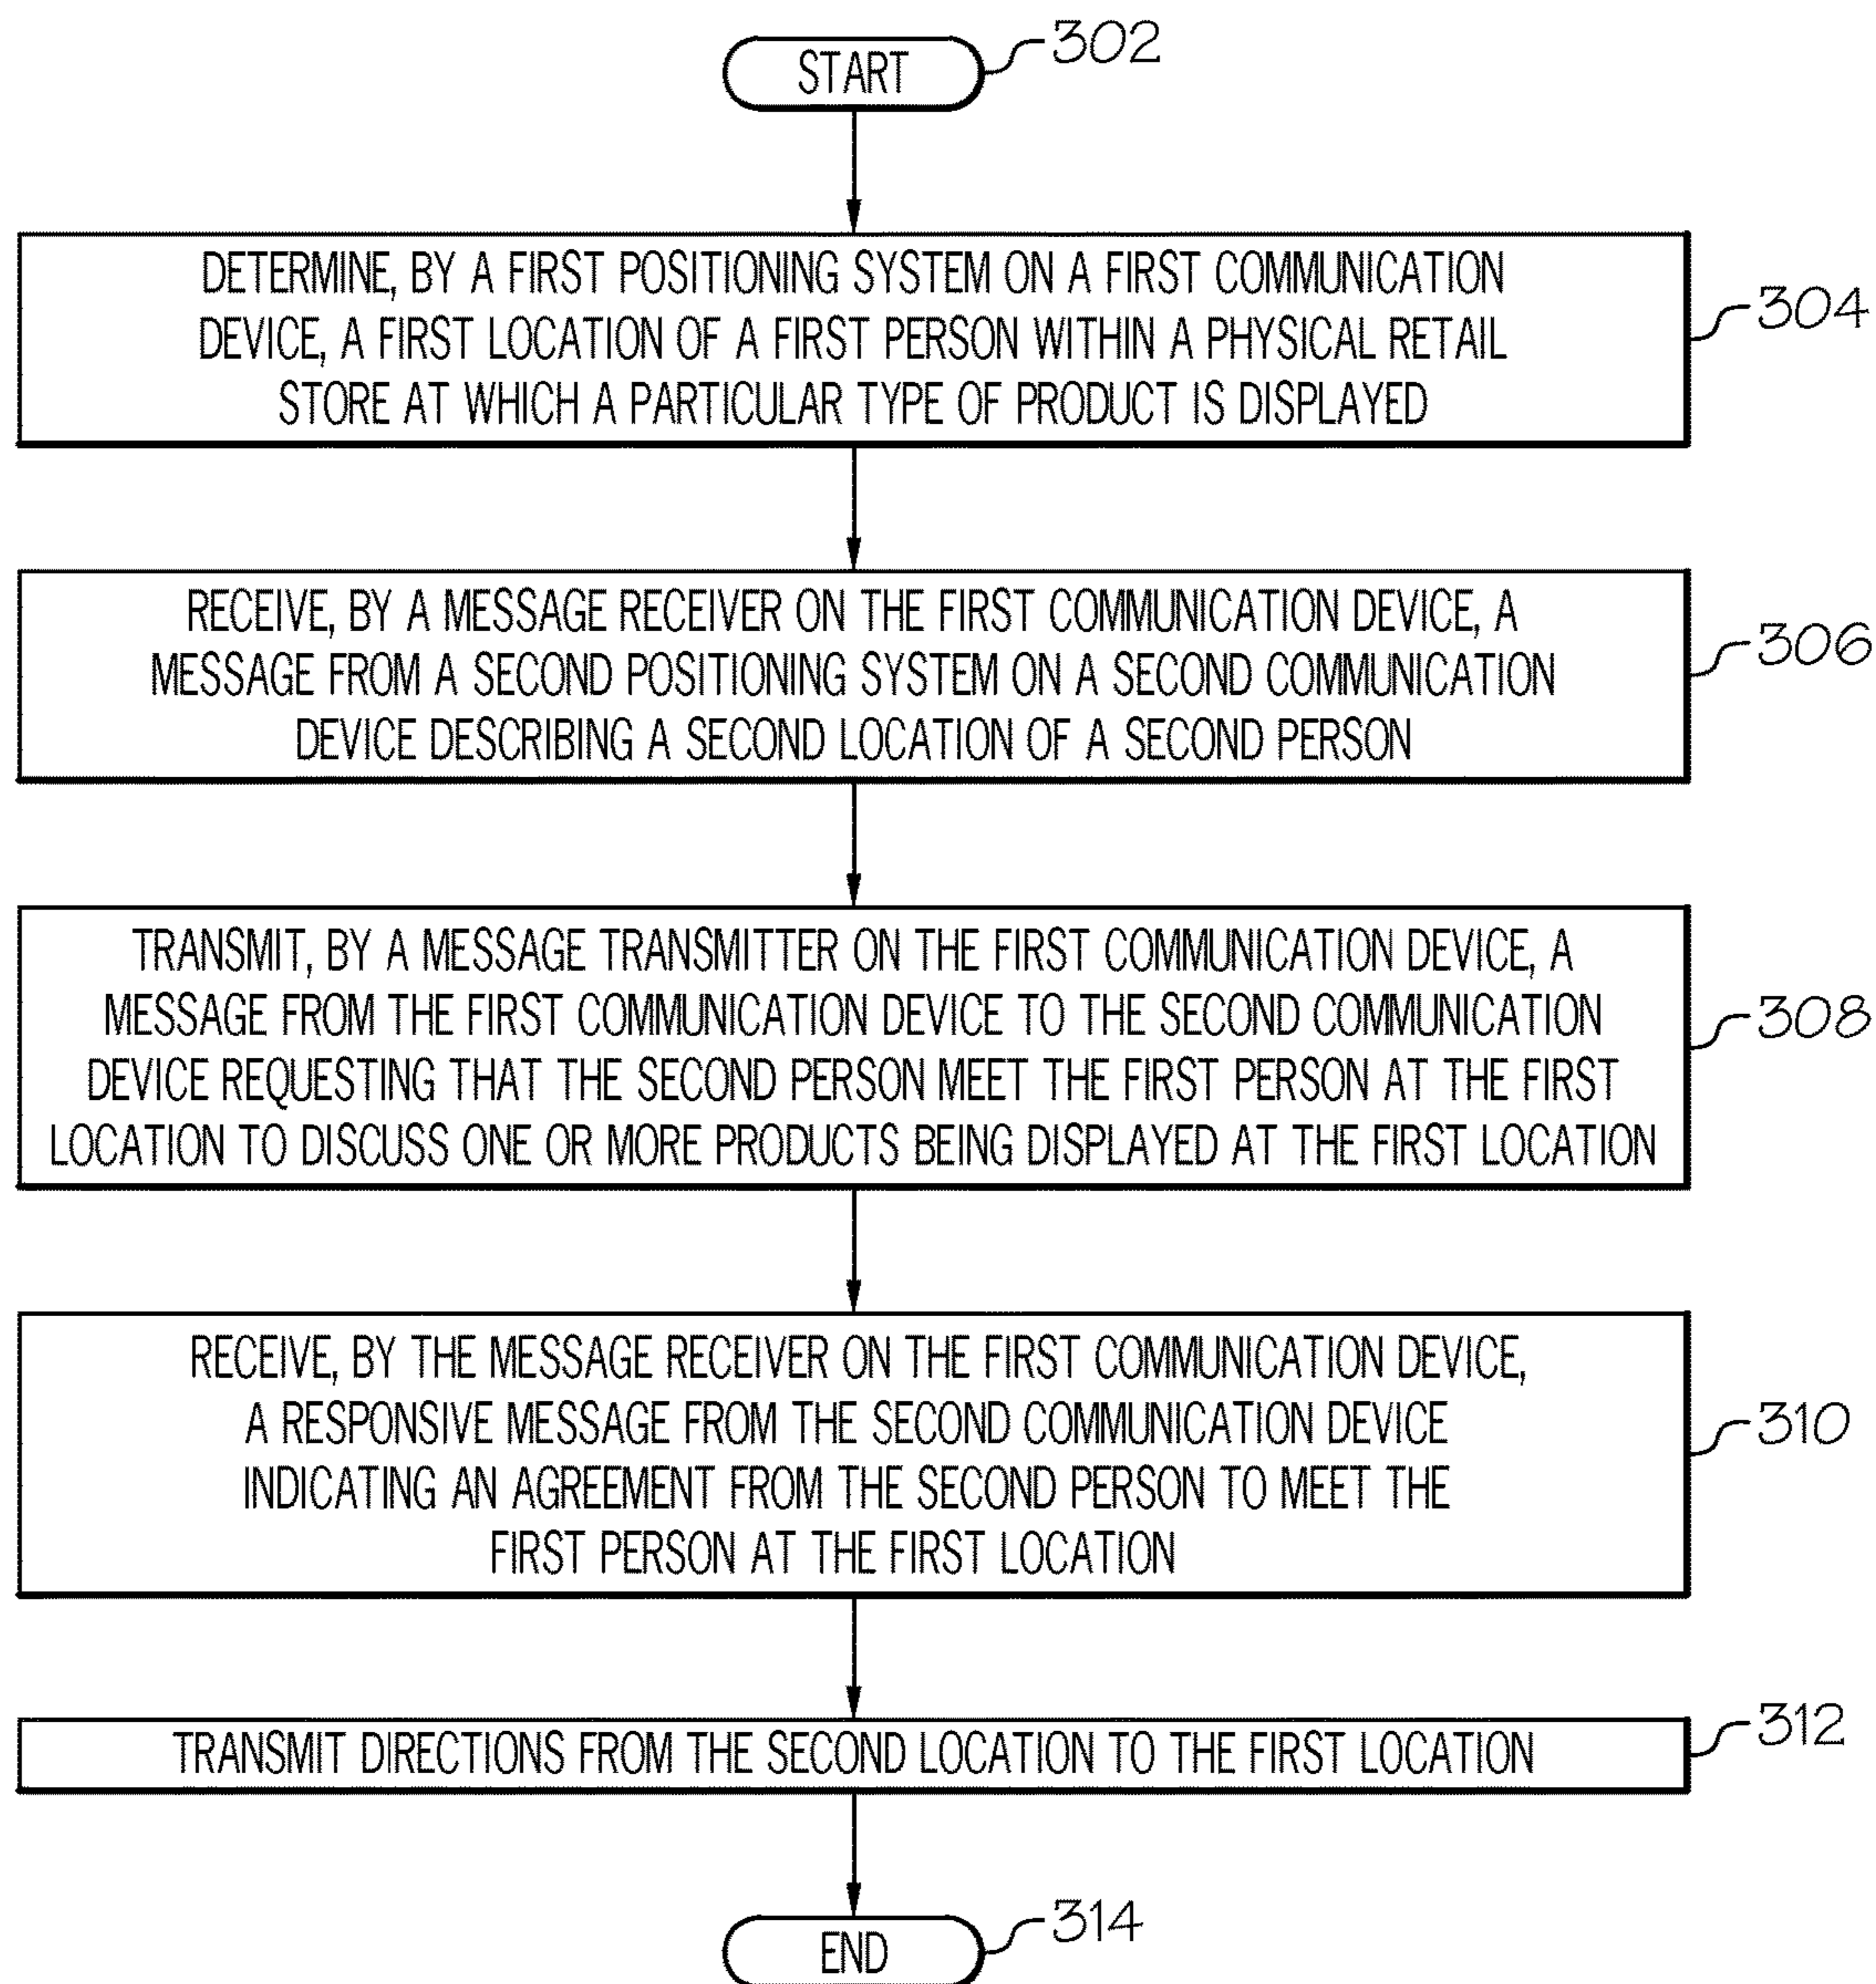 START
302
DETERMINE, BY A FIRST POSITIONING SYSTEM ON A FIRST COMMUNICATION
DEVICE, A FIRST LOCATION OF A FIRST PERSON WITHIN A PHYSICAL RETAIL
STORE AT WHICH A PARTICULAR TYPE OF PRODUCT IS DISPLAYED
304
RECEIVE, BY A MESSAGE RECEIVER ON THE FIRST COMMUNICATION DEVICE, A
MESSAGE FROM A SECOND POSITIONING SYSTEM ON A SECOND COMMUNICATION
DEVICE DESCRIBING A SECOND LOCATION OF A SECOND PERSON
306
TRANSMIT, BY A MESSAGE TRANSMITTER ON THE FIRST COMMUNICATION DEVICE, A
MESSAGE FROM THE FIRST COMMUNICATION DEVICE TO THE SECOND COMMUNICATION
DEVICE REQUESTING THAT THE SECOND PERSON MEET THE FIRST PERSON AT THE FIRST
LOCATION TO DISCUSS ONE OR MORE PRODUCTS BEING DISPLAYED AT THE FIRST LOCATION
308
RECEIVE, BY THE MESSAGE RECEIVER ON THE FIRST COMMUNICATION DEVICE,
A RESPONSIVE MESSAGE FROM THE SECOND COMMUNICATION DEVICE
INDICATING AN AGREEMENT FROM THE SECOND PERSON TO MEET THE
FIRST PERSON AT THE FIRST LOCATION
310
TRANSMIT DIRECTIONS FROM THE SECOND LOCATION TO THE FIRST LOCATION
312
END
314